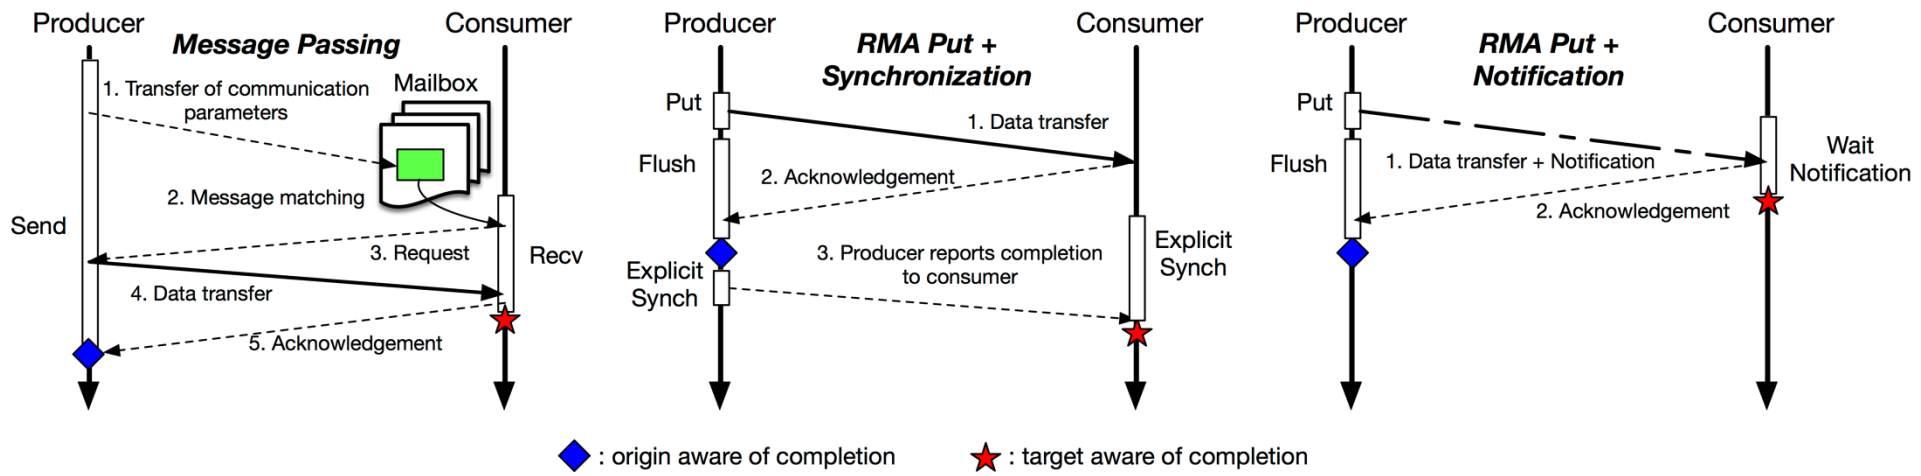 Producer
Message Passing
Consumer
1. Transfer of communication
parameters
Mailbox
2. Message matching
Send
3. Request
Recv
4. Data transfer
5. Acknowledgement
Producer
RMA Put +
Synchronization
Consumer
Put
1. Data transfer
Flush
2. Acknowledgement
3. Producer reports completion
to consumer
Explicit
Synch
Explicit
Synch
Producer
RMA Put +
Notification
Consumer
Put
Flush
1. Data transfer + Notification
Wait
Notification
2. Acknowledgement
: origin aware of completion
: target aware of completion